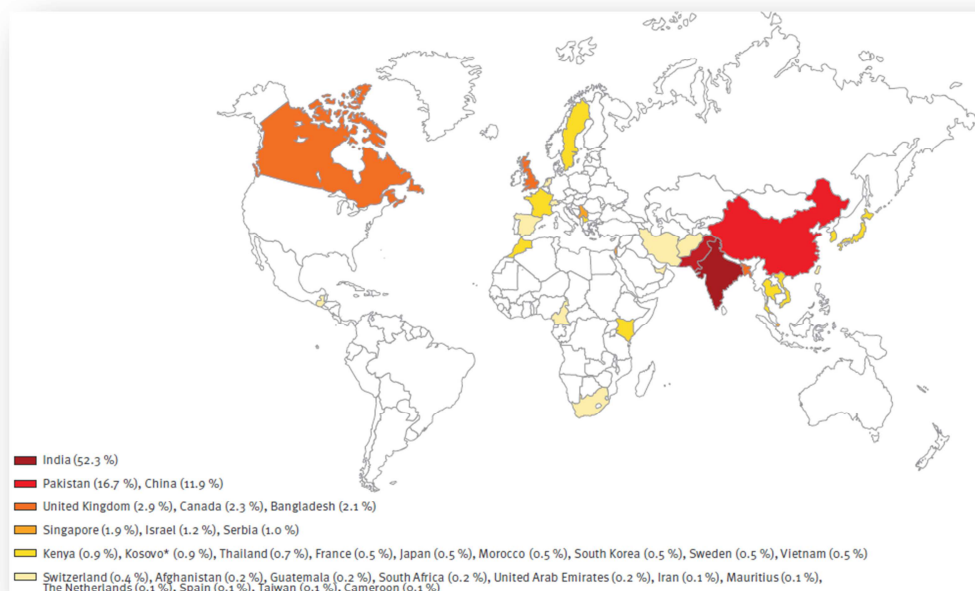 India (52.3 %)
Pakistan (16.7 %), China (11.9 %)
United Kingdom (2.9 %), Canada (2.3 %), Bangladesh (2.1 %)
Singapore (1.9 %), Israel (1.2 %), Serbia (1.0 %)
Kenya (0.9 %), Kosovo* (0.9 %), Thailand (0.7 %), France (0.5 %), Japan (0.5 %), Morocco (0.5 %), South Korea (0.5 %), Sweden (0.5 %), Vietnam (0.5 %)
Switzerland (0.4 %), Afghanistan (0.2 %), Guatemala (0.2 %), South Africa (0.2 %), United Arab Emirates (0.2 %), Iran (0.1 %), Mauritius (0.1 %),
The Netherlands (0.1 %), Spain (0.1 %), Taiwan (0.1 %), Cameroon (0.1 %)